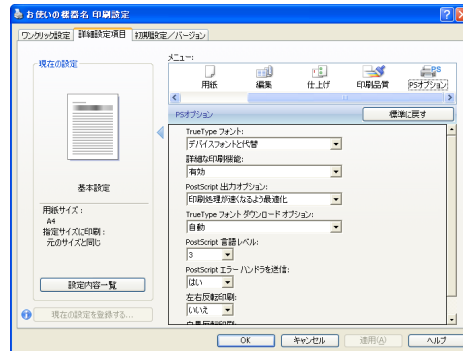 お使いの機器名 印刷設定
ワンクリック設定 詳細設定項目 初期設定／バージョン
現在の設定
メニュー:
用紙 編集 仕上げ 印刷品質 PSオプション
PSオプション 標準に戻す
TrueType フォント:
デバイスフォントと代替
詳細な印刷機能:
有効
PostScript 出力オプション:
印刷処理が速くなるよう最適化
TrueType フォント ダウンロード オプション:
自動
PostScript 言語レベル:
3
PostScript エラー ハンドラを送信:
はい
左右反転印刷:
いいえ
白黒反転印刷:
基本設定
用紙サイズ :
A4
指定サイズに印刷 :
元のサイズと同じ
設定内容一覧
現在の設定を登録する...
OK キャンセル 適用(A) ヘルプ